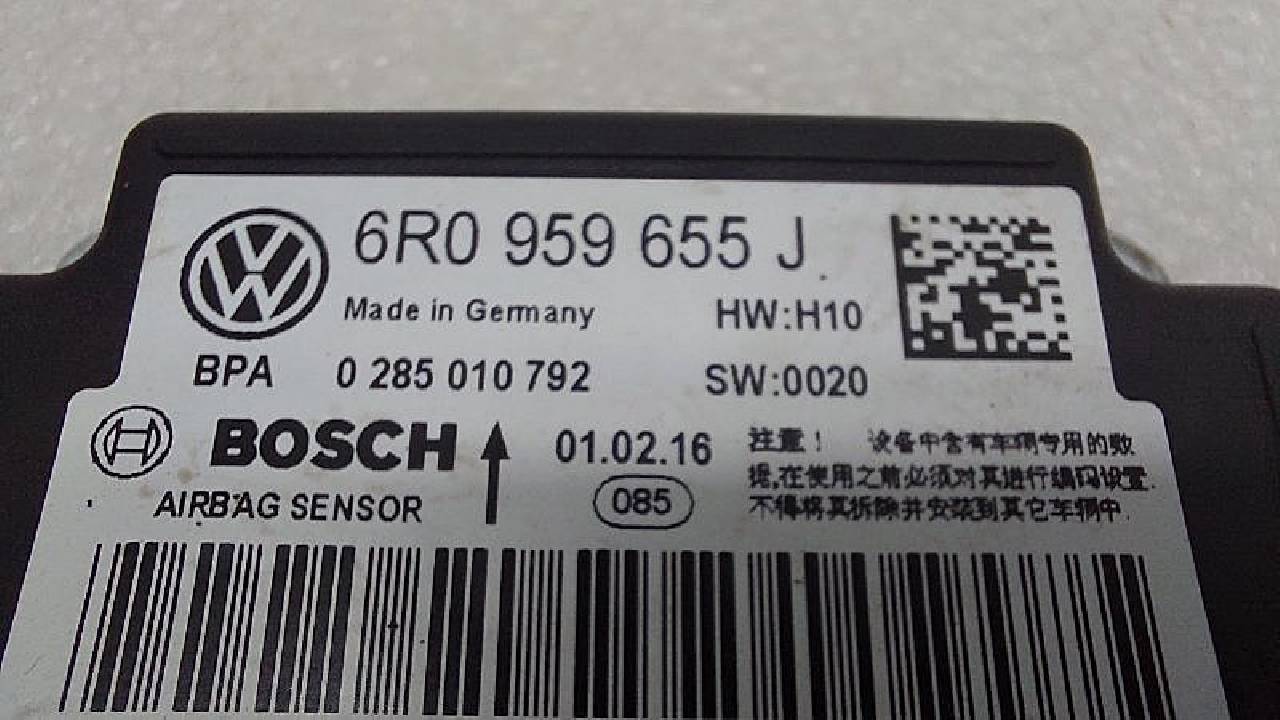 6R0 959 655 J
Made in Germany HW:H10
BPA 0 285 010 792 SW:0020
BOSCH 01.02.16
AIRBAG SENSOR 085
注意! 设备中含有车辆专用的数
据,在使用之前必须对其进行编码设置.
不得将其拆除并安装到其它车辆中.